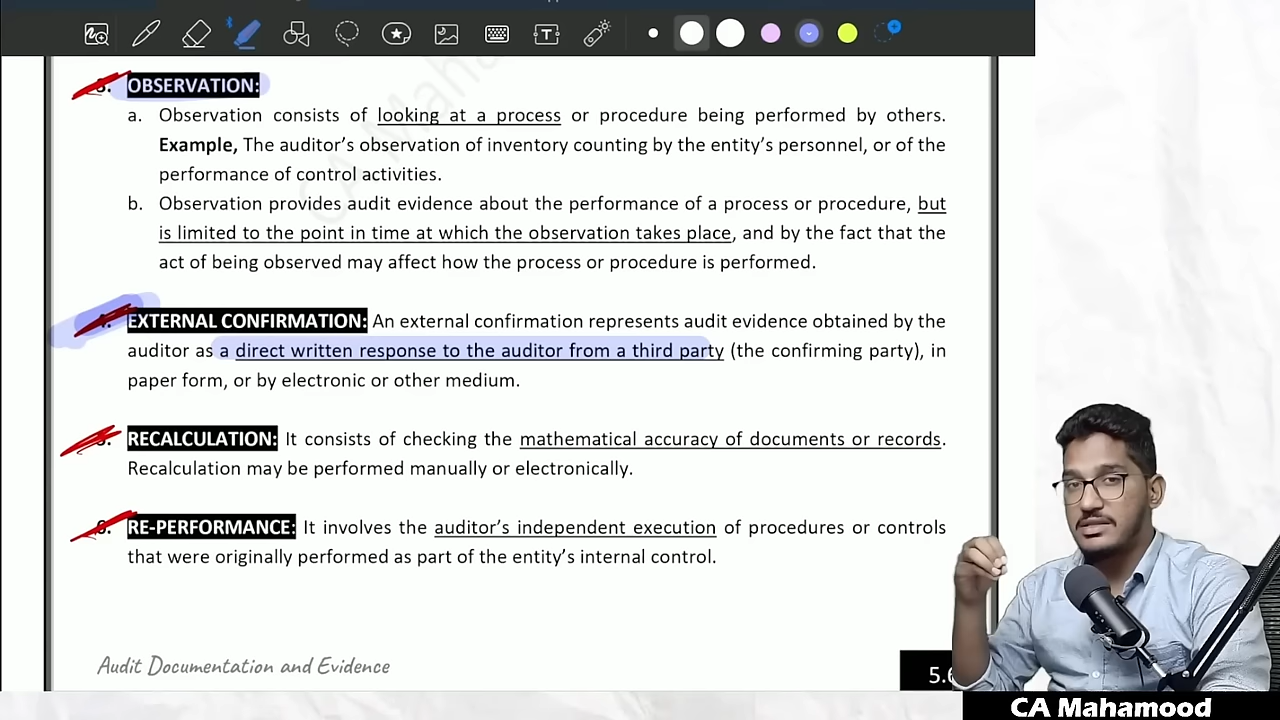 OBSERVATION:
a. Observation consists of looking at a process or procedure being performed by others.
Example, The auditor’s observation of inventory counting by the entity’s personnel, or of the
performance of control activities.
b. Observation provides audit evidence about the performance of a process or procedure, but
is limited to the point in time at which the observation takes place, and by the fact that the
act of being observed may affect how the process or procedure is performed.
EXTERNAL CONFIRMATION: An external confirmation represents audit evidence obtained by the
auditor as a direct written response to the auditor from a third party (the confirming party), in
paper form, or by electronic or other medium.
RECALCULATION: It consists of checking the mathematical accuracy of documents or records.
Recalculation may be performed manually or electronically.
RE-PERFORMANCE: It involves the auditor’s independent execution of procedures or controls
that were originally performed as part of the entity’s internal control.
Audit Documentation and Evidence
CA Mahamood